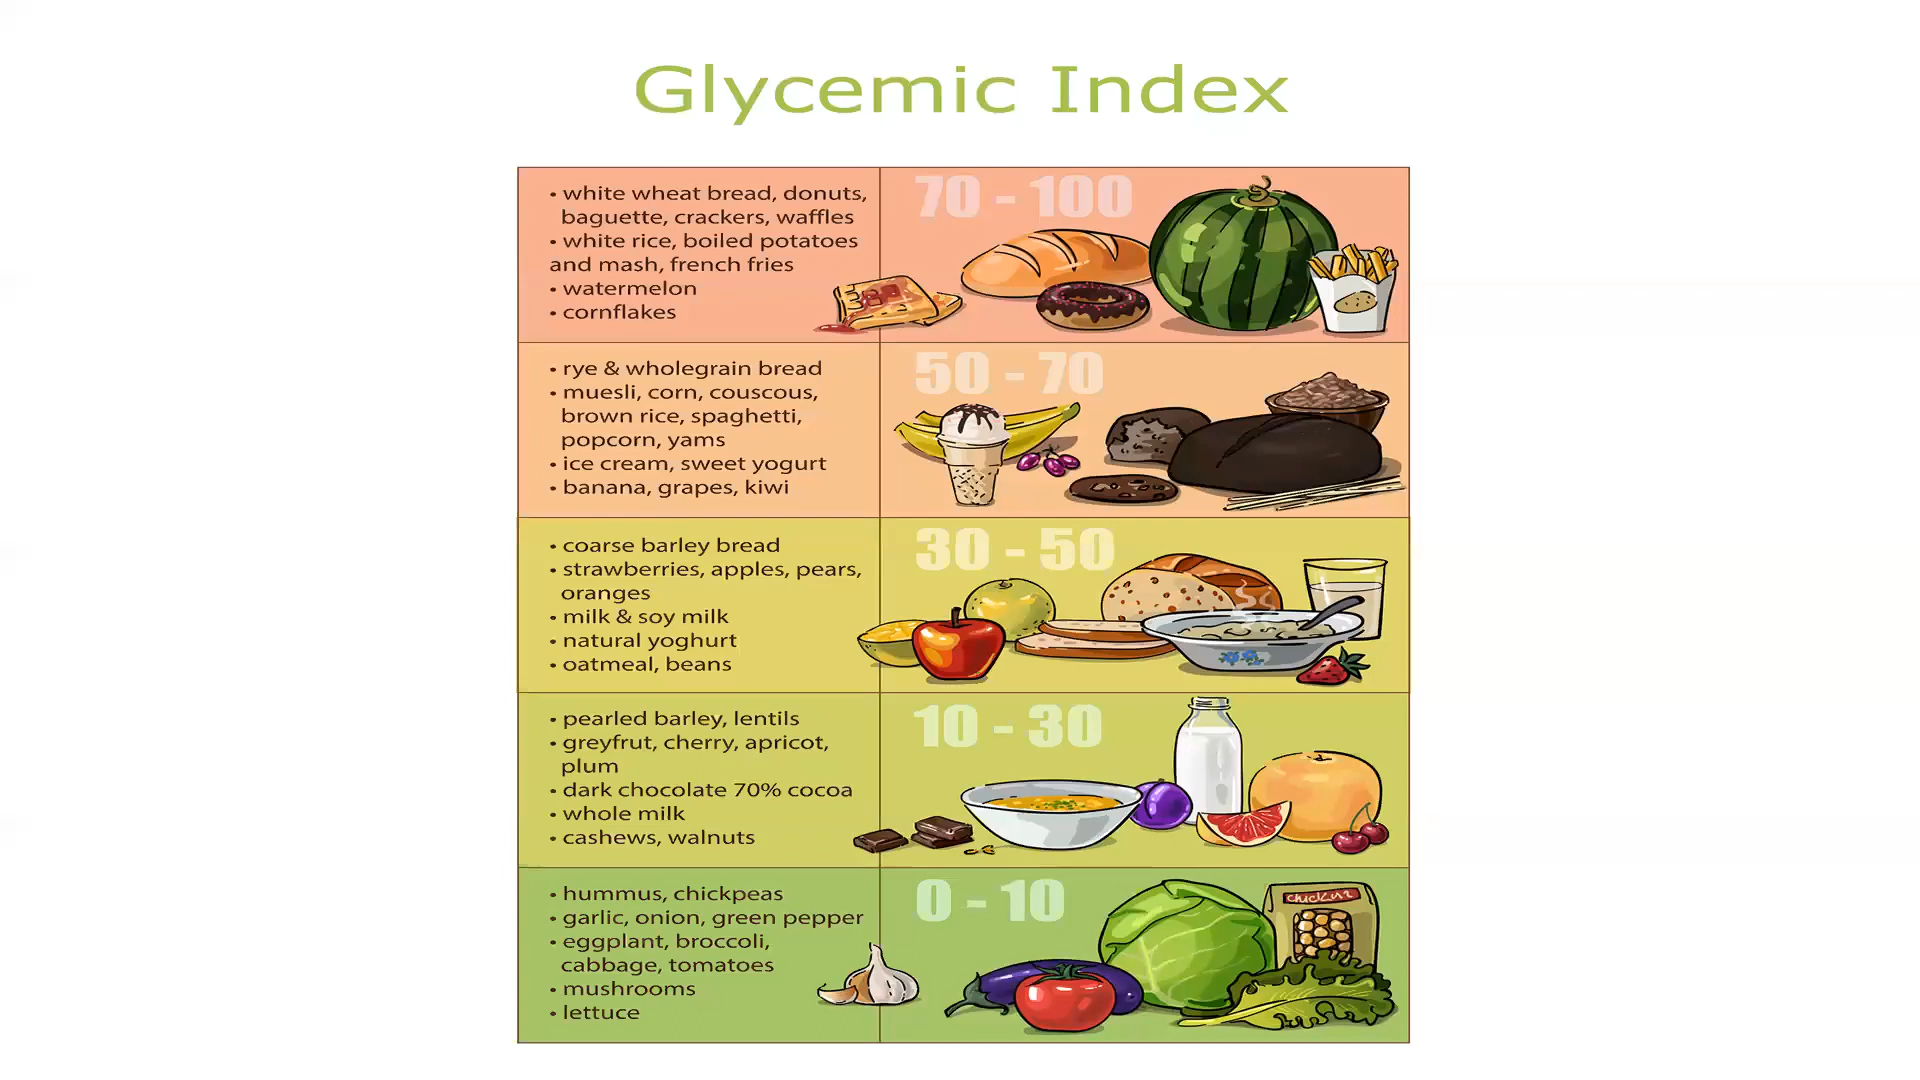 Glycemic Index
• white wheat bread, donuts,
baguette, crackers, waffles
• white rice, boiled potatoes
and mash, french fries
• watermelon
• cornflakes
70 - 100
• rye & wholegrain bread
• muesli, corn, couscous,
brown rice, spaghetti,
popcorn, yams
• ice cream, sweet yogurt
• banana, grapes, kiwi
50 - 70
• coarse barley bread
• strawberries, apples, pears,
oranges
• milk & soy milk
• natural yoghurt
• oatmeal, beans
30 - 50
• pearled barley, lentils
• greyfrut, cherry, apricot,
plum
• dark chocolate 70% cocoa
• whole milk
• cashews, walnuts
10 - 30
• hummus, chickpeas
• garlic, onion, green pepper
• eggplant, broccoli,
cabbage, tomatoes
• mushrooms
• lettuce
0 - 10